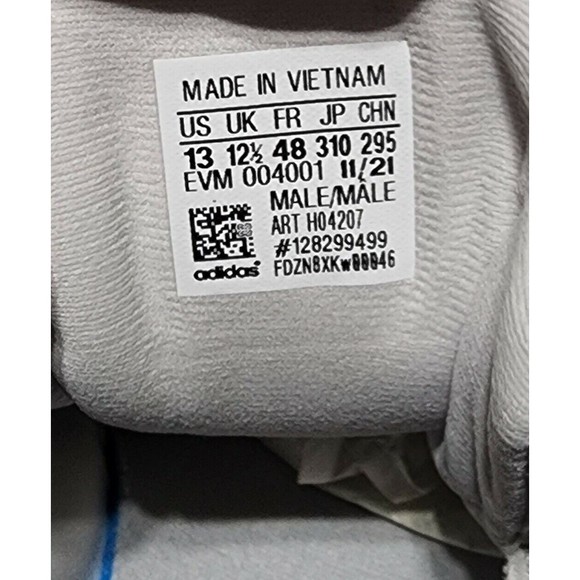 MADE IN VIETNAM
US UK FR JP CHN
13 12½ 48 310 295
EVM 004001 11/21
MALE/MÂLE
ART H04207
#128299499
adidas FDZN8XKw00046